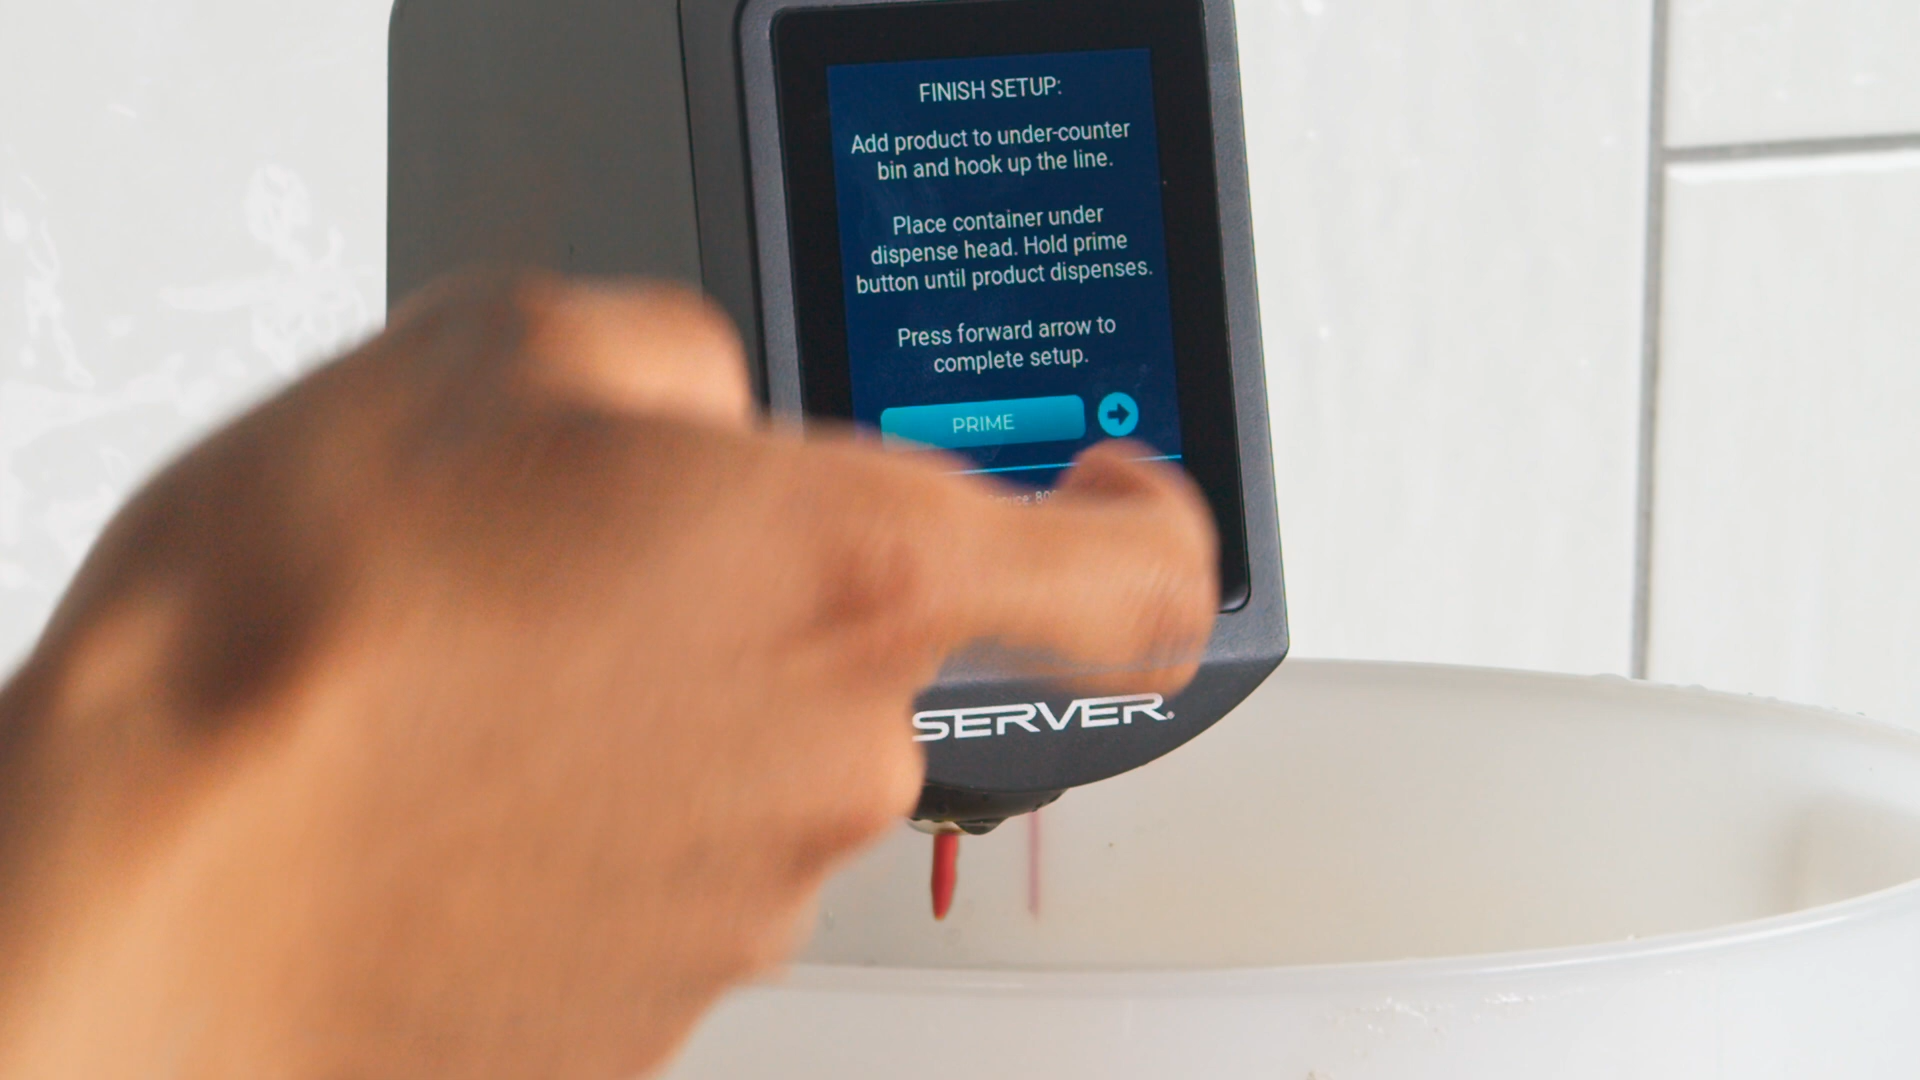 FINISH SETUP:
Add product to under-counter
bin and hook up the line.
Place container under
dispense head. Hold prime
button until product dispenses.
Press forward arrow to
complete setup.
PRIME
SERVER®